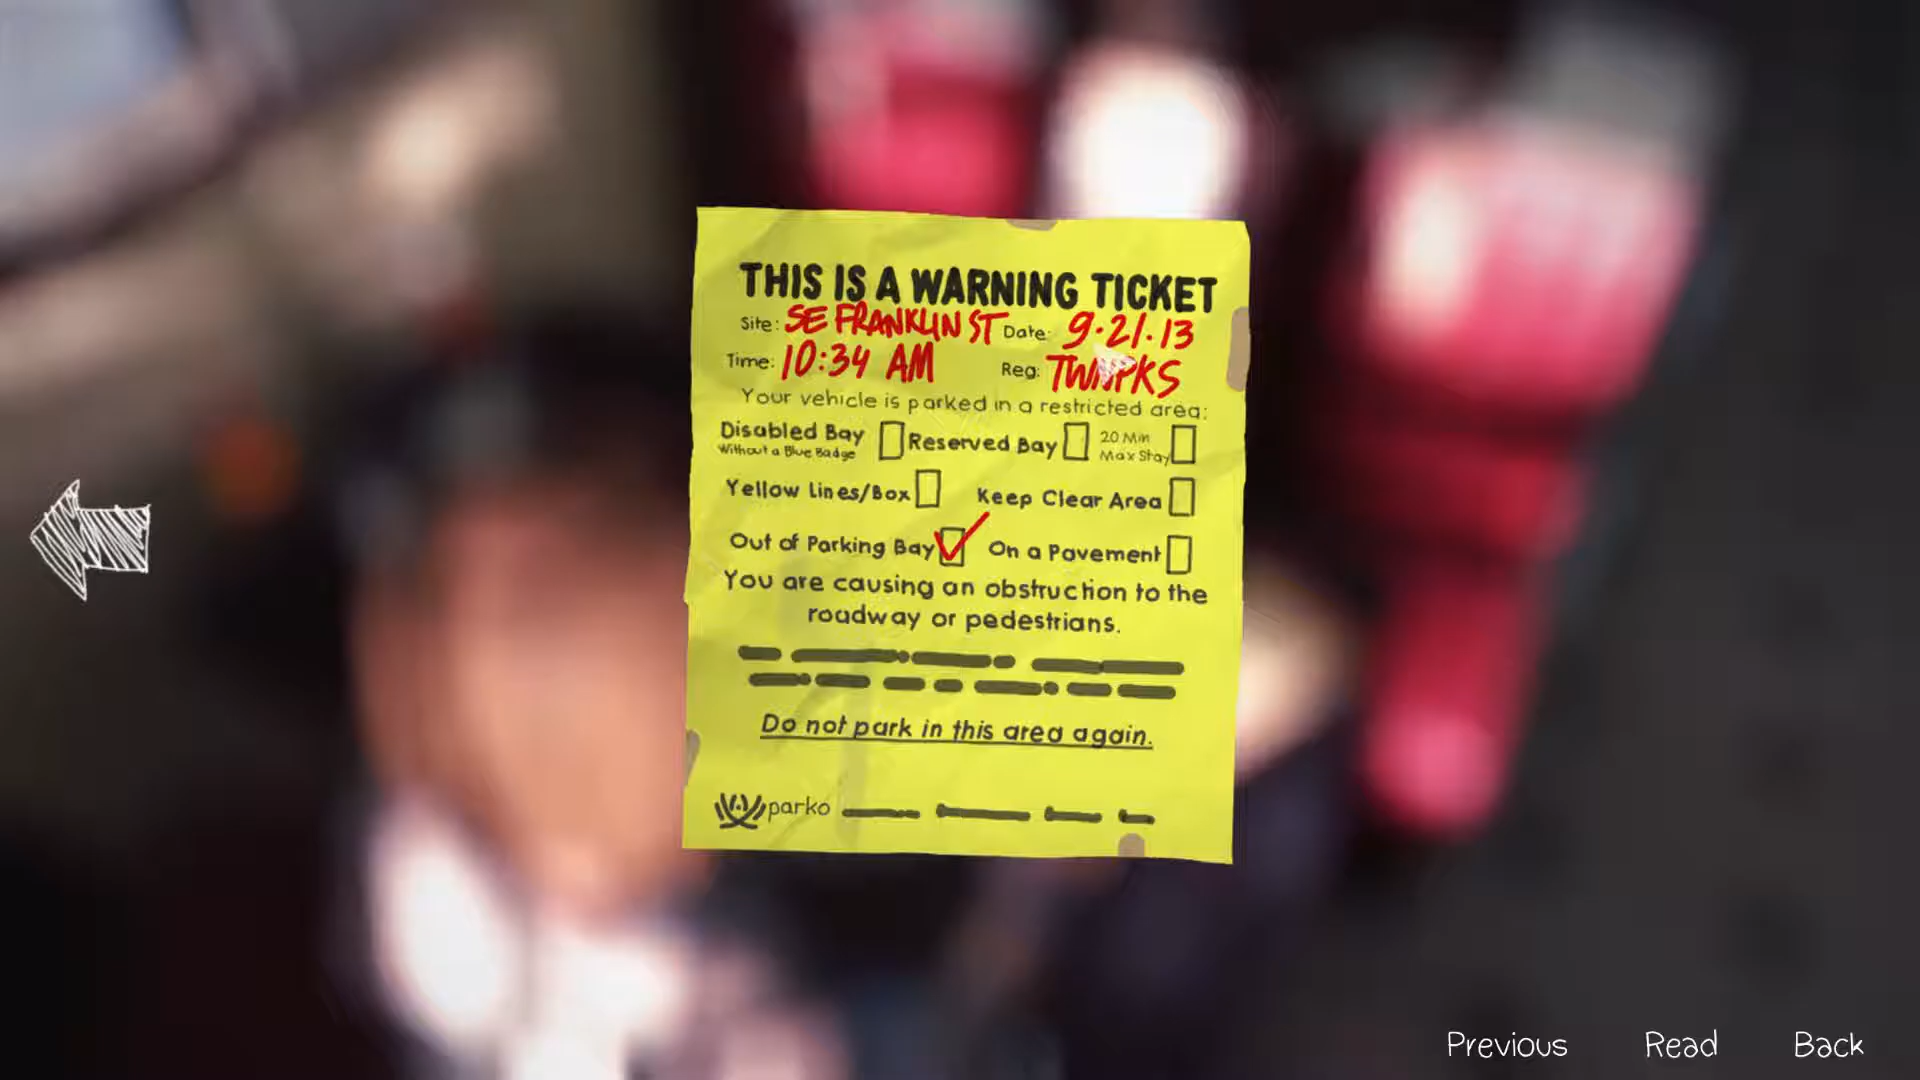 THIS IS A WARNING TICKET
Site: SE FRANKLIN ST Date: 9.21.13
Time: 10:34 AM Reg: TWNPKS
Your vehicle is parked in a restricted area:
Disabled Bay Reserved Bay 20 Min
Without a Blue Badge Max Stay
Yellow Lines/Box Keep Clear Area
Out of Parking Bay On a Pavement
You are causing an obstruction to the
roadway or pedestrians.
Do not park in this area again.
parko
Previous Read Back